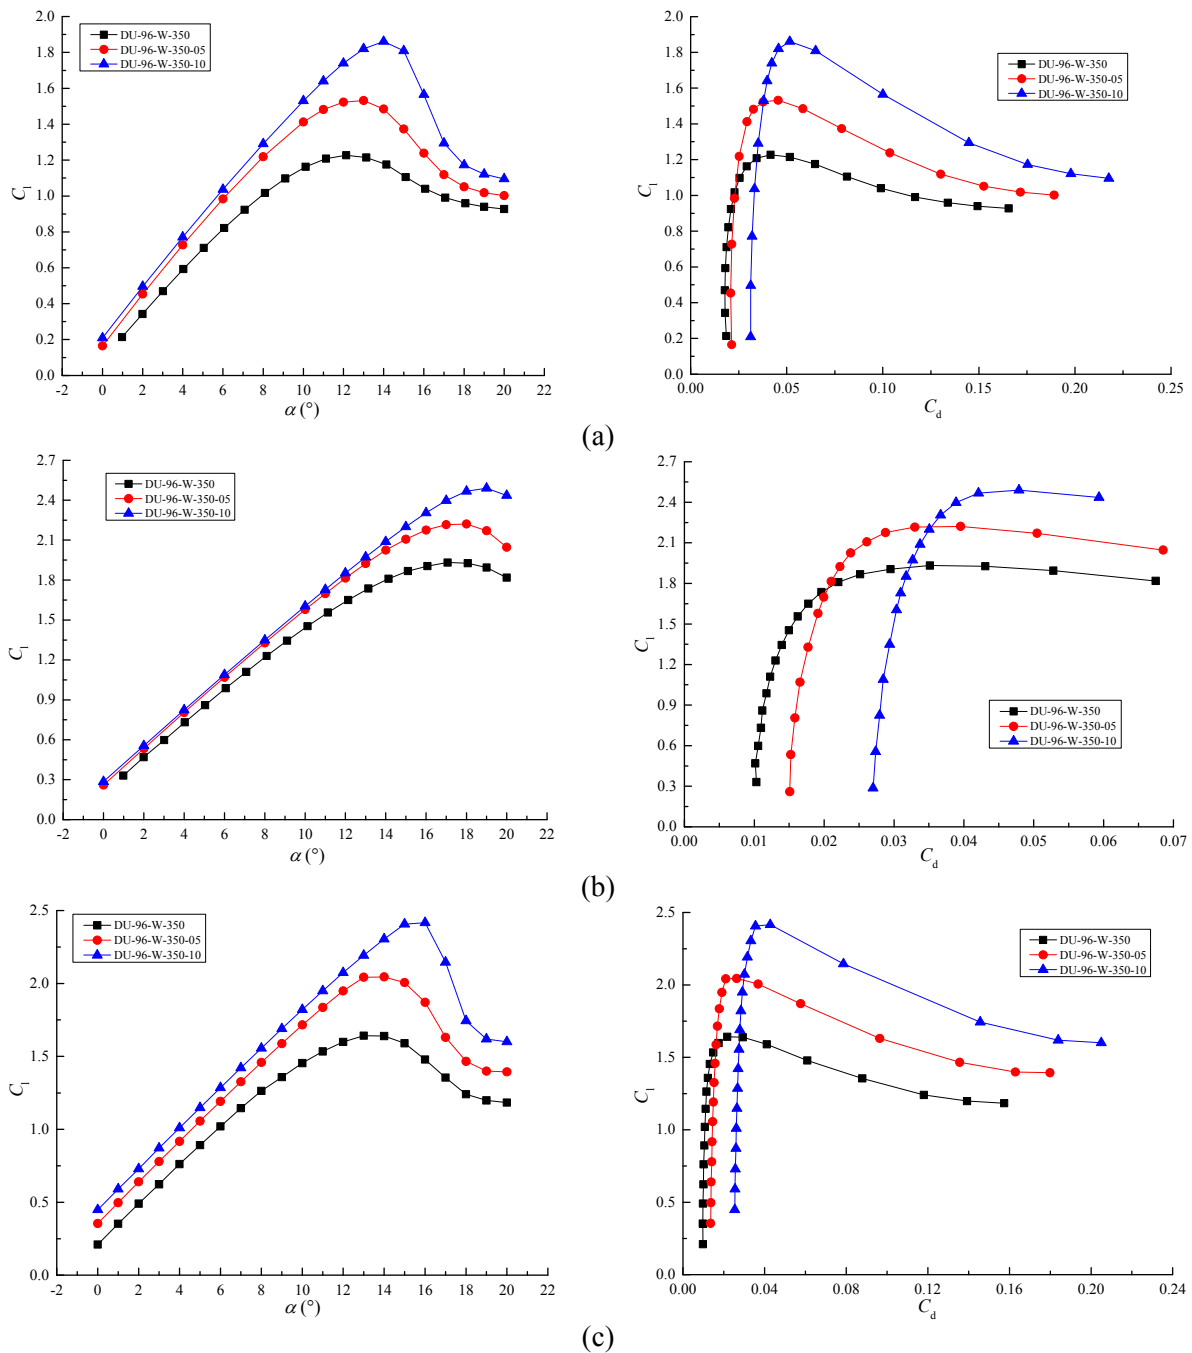 2.0
1.8
1.6
1.4
1.2
1.0
0.8
0.6
0.4
0.2
0.0
-2 0 2 4 6 8 10 12 14 16 18 20 22
Cl
α (°)
DU-96-W-350
DU-96-W-350-05
DU-96-W-350-10
2.0
1.8
1.6
1.4
1.2
1.0
0.8
0.6
0.4
0.2
0.0
0.00 0.05 0.10 0.15 0.20 0.25
Cl
Cd
DU-96-W-350
DU-96-W-350-05
DU-96-W-350-10
(a)
2.7
2.4
2.1
1.8
1.5
1.2
0.9
0.6
0.3
0.0
-2 0 2 4 6 8 10 12 14 16 18 20 22
Cl
α (°)
DU-96-W-350
DU-96-W-350-05
DU-96-W-350-10
2.7
2.4
2.1
1.8
1.5
1.2
0.9
0.6
0.3
0.0
0.00 0.01 0.02 0.03 0.04 0.05 0.06 0.07
Cl
Cd
DU-96-W-350
DU-96-W-350-05
DU-96-W-350-10
(b)
2.5
2.0
1.5
1.0
0.5
0.0
-2 0 2 4 6 8 10 12 14 16 18 20 22
Cl
α (°)
DU-96-W-350
DU-96-W-350-05
DU-96-W-350-10
2.5
2.0
1.5
1.0
0.5
0.0
0.00 0.04 0.08 0.12 0.16 0.20 0.24
Cl
Cd
DU-96-W-350
DU-96-W-350-05
DU-96-W-350-10
(c)